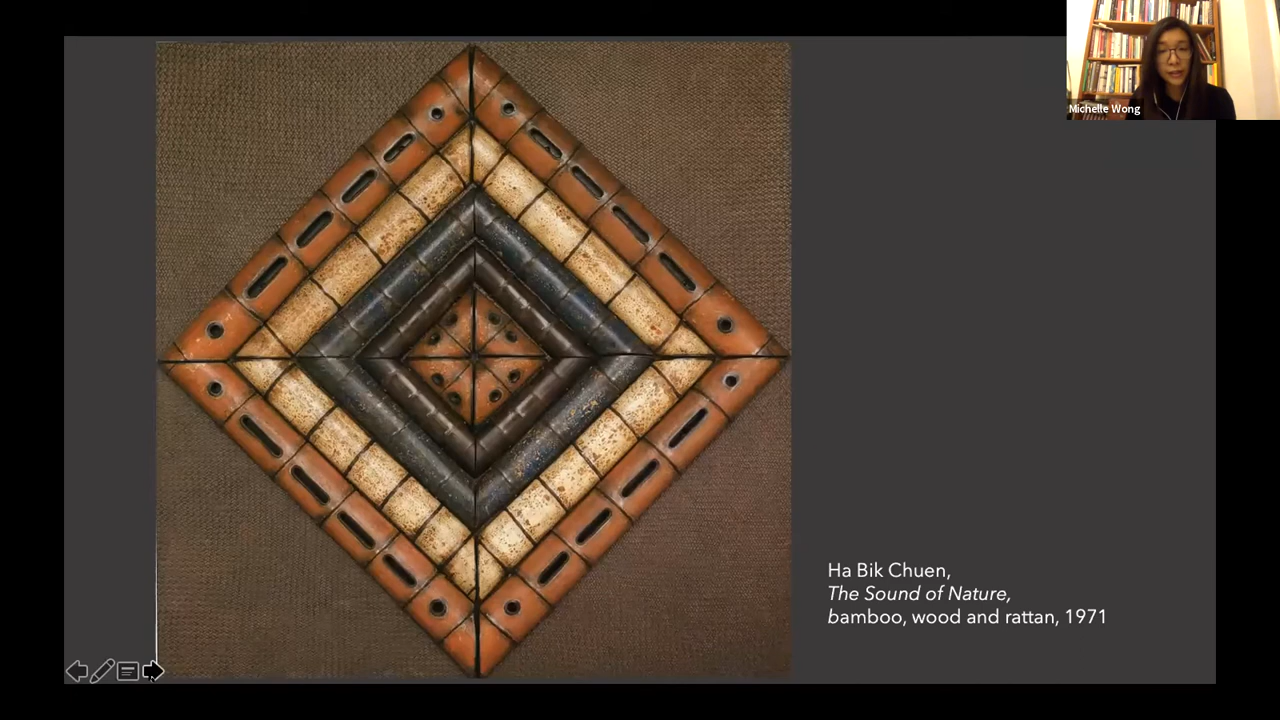 Michelle Wong
Ha Bik Chuen,
The Sound of Nature,
bamboo, wood and rattan, 1971